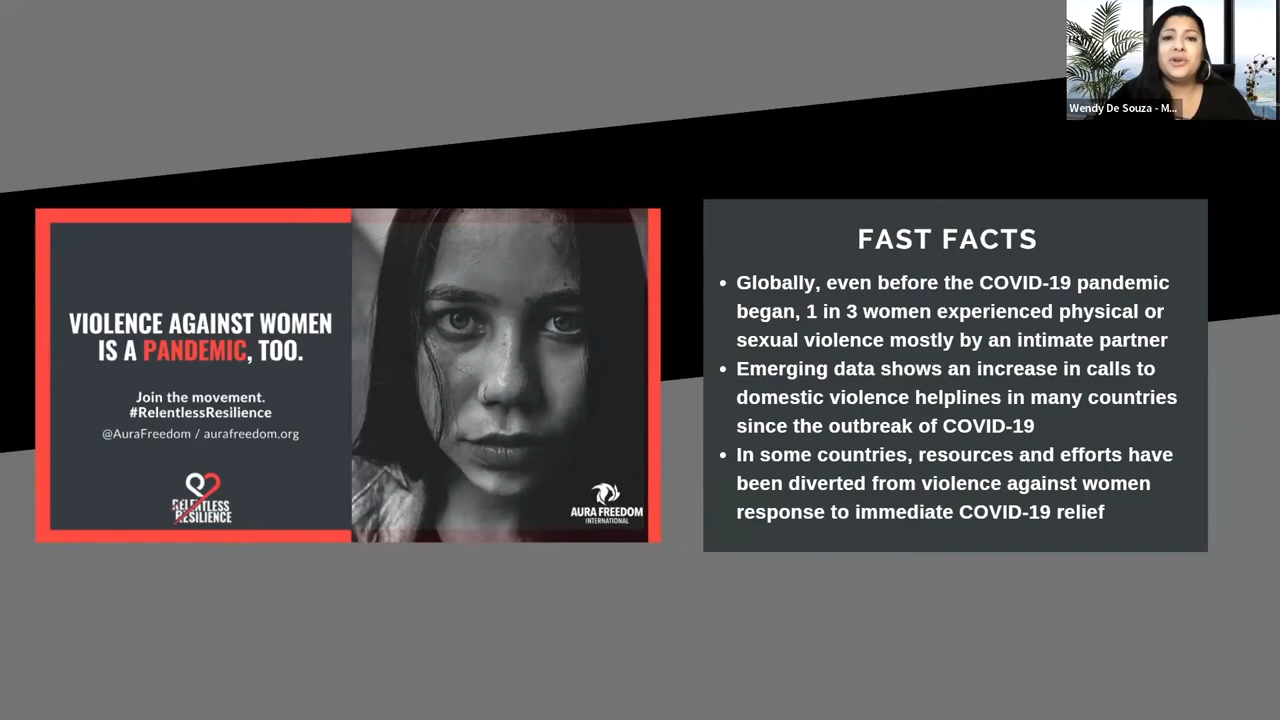 Wendy De Souza - M...
VIOLENCE AGAINST WOMEN
IS A PANDEMIC, TOO.
Join the movement.
#RelentlessResilience
@AuraFreedom / aurafreedom.org
RELENTLESS
RESILIENCE
AURA FREEDOM
INTERNATIONAL
FAST FACTS
• Globally, even before the COVID-19 pandemic
began, 1 in 3 women experienced physical or
sexual violence mostly by an intimate partner
• Emerging data shows an increase in calls to
domestic violence helplines in many countries
since the outbreak of COVID-19
• In some countries, resources and efforts have
been diverted from violence against women
response to immediate COVID-19 relief